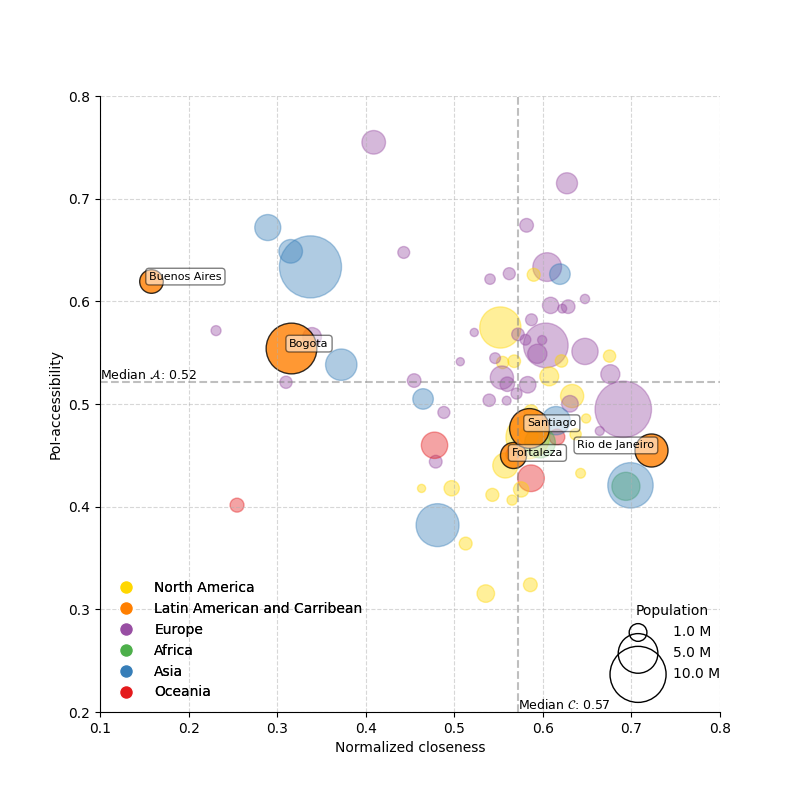 0.8
0.7
0.6
0.5
0.4
0.3
0.2
PoI-accessibility
Buenos Aires
Bogota
Median 𝒜: 0.52
Santiago
Rio de Janeiro
Fortaleza
North America
Latin American and Carribean
Europe
Africa
Asia
Oceania
Population
1.0 M
5.0 M
10.0 M
Median 𝒞: 0.57
0.1 0.2 0.3 0.4 0.5 0.6 0.7 0.8
Normalized closeness